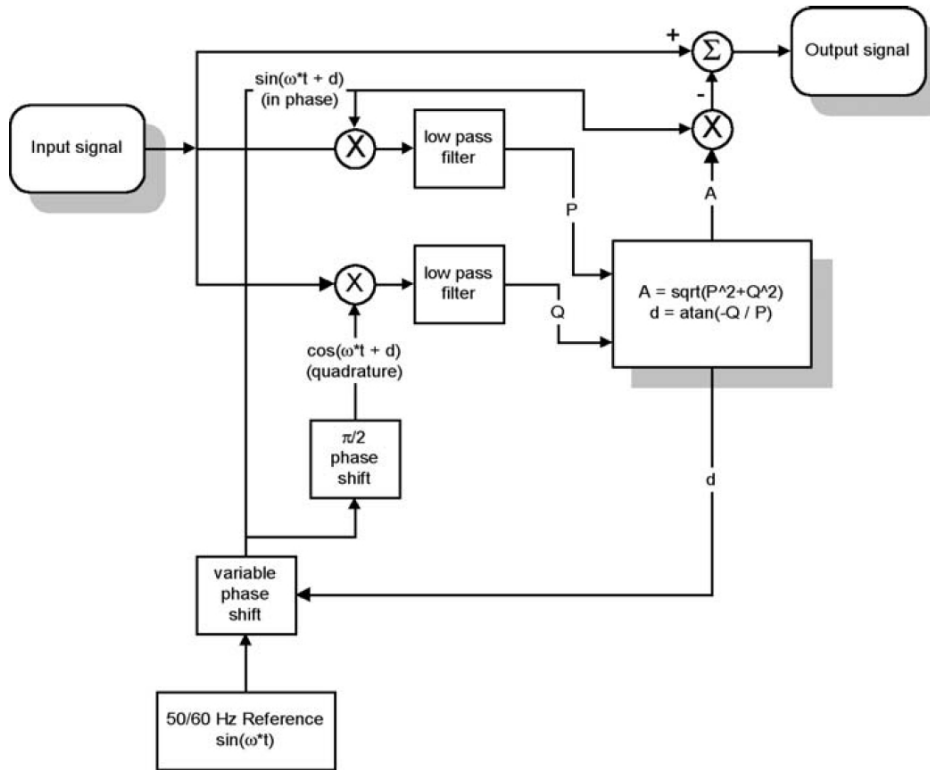 +
Σ
Output signal
sin(ω*t + d)
(in phase)
-
Input signal
X
low pass
filter
X
A
P
X
low pass
filter
Q
A = sqrt(P^2+Q^2)
d = atan(-Q / P)
cos(ω*t + d)
(quadrature)
π/2
phase
shift
d
variable
phase
shift
50/60 Hz Reference
sin(ω*t)